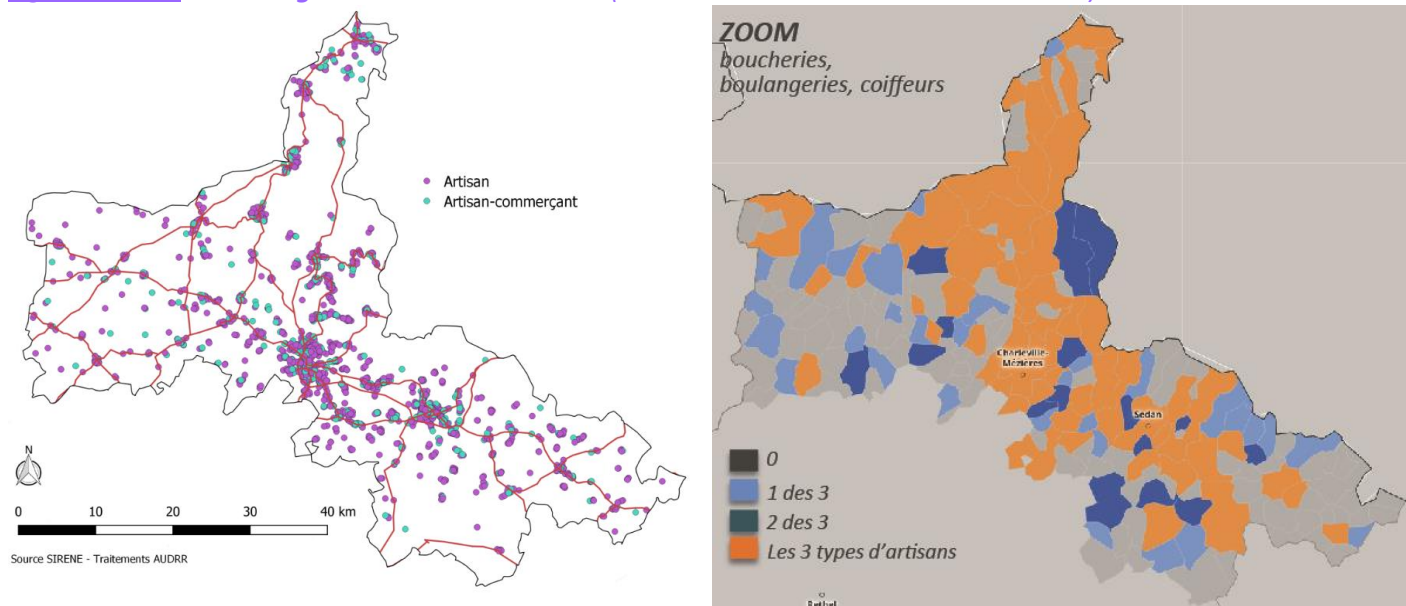 Artisan
Artisan-commerçant
N
0 10 20 30 40 km
Source SIRENE - Traitements AUDRR
ZOOM
boucheries,
boulangeries, coiffeurs
Charleville-
Mézières
Sedan
0
1 des 3
2 des 3
Les 3 types d'artisans
Rethel